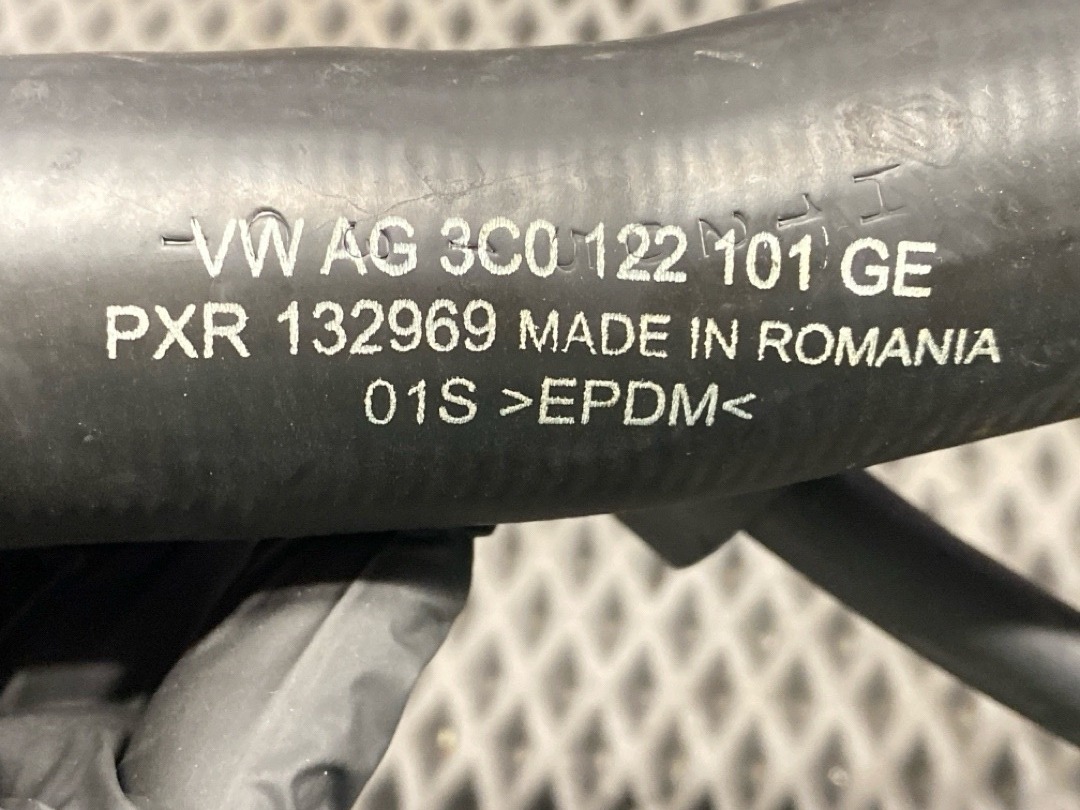 VW AG 3C0 122 101 GE
PXR 132969 MADE IN ROMANIA
01S >EPDM<